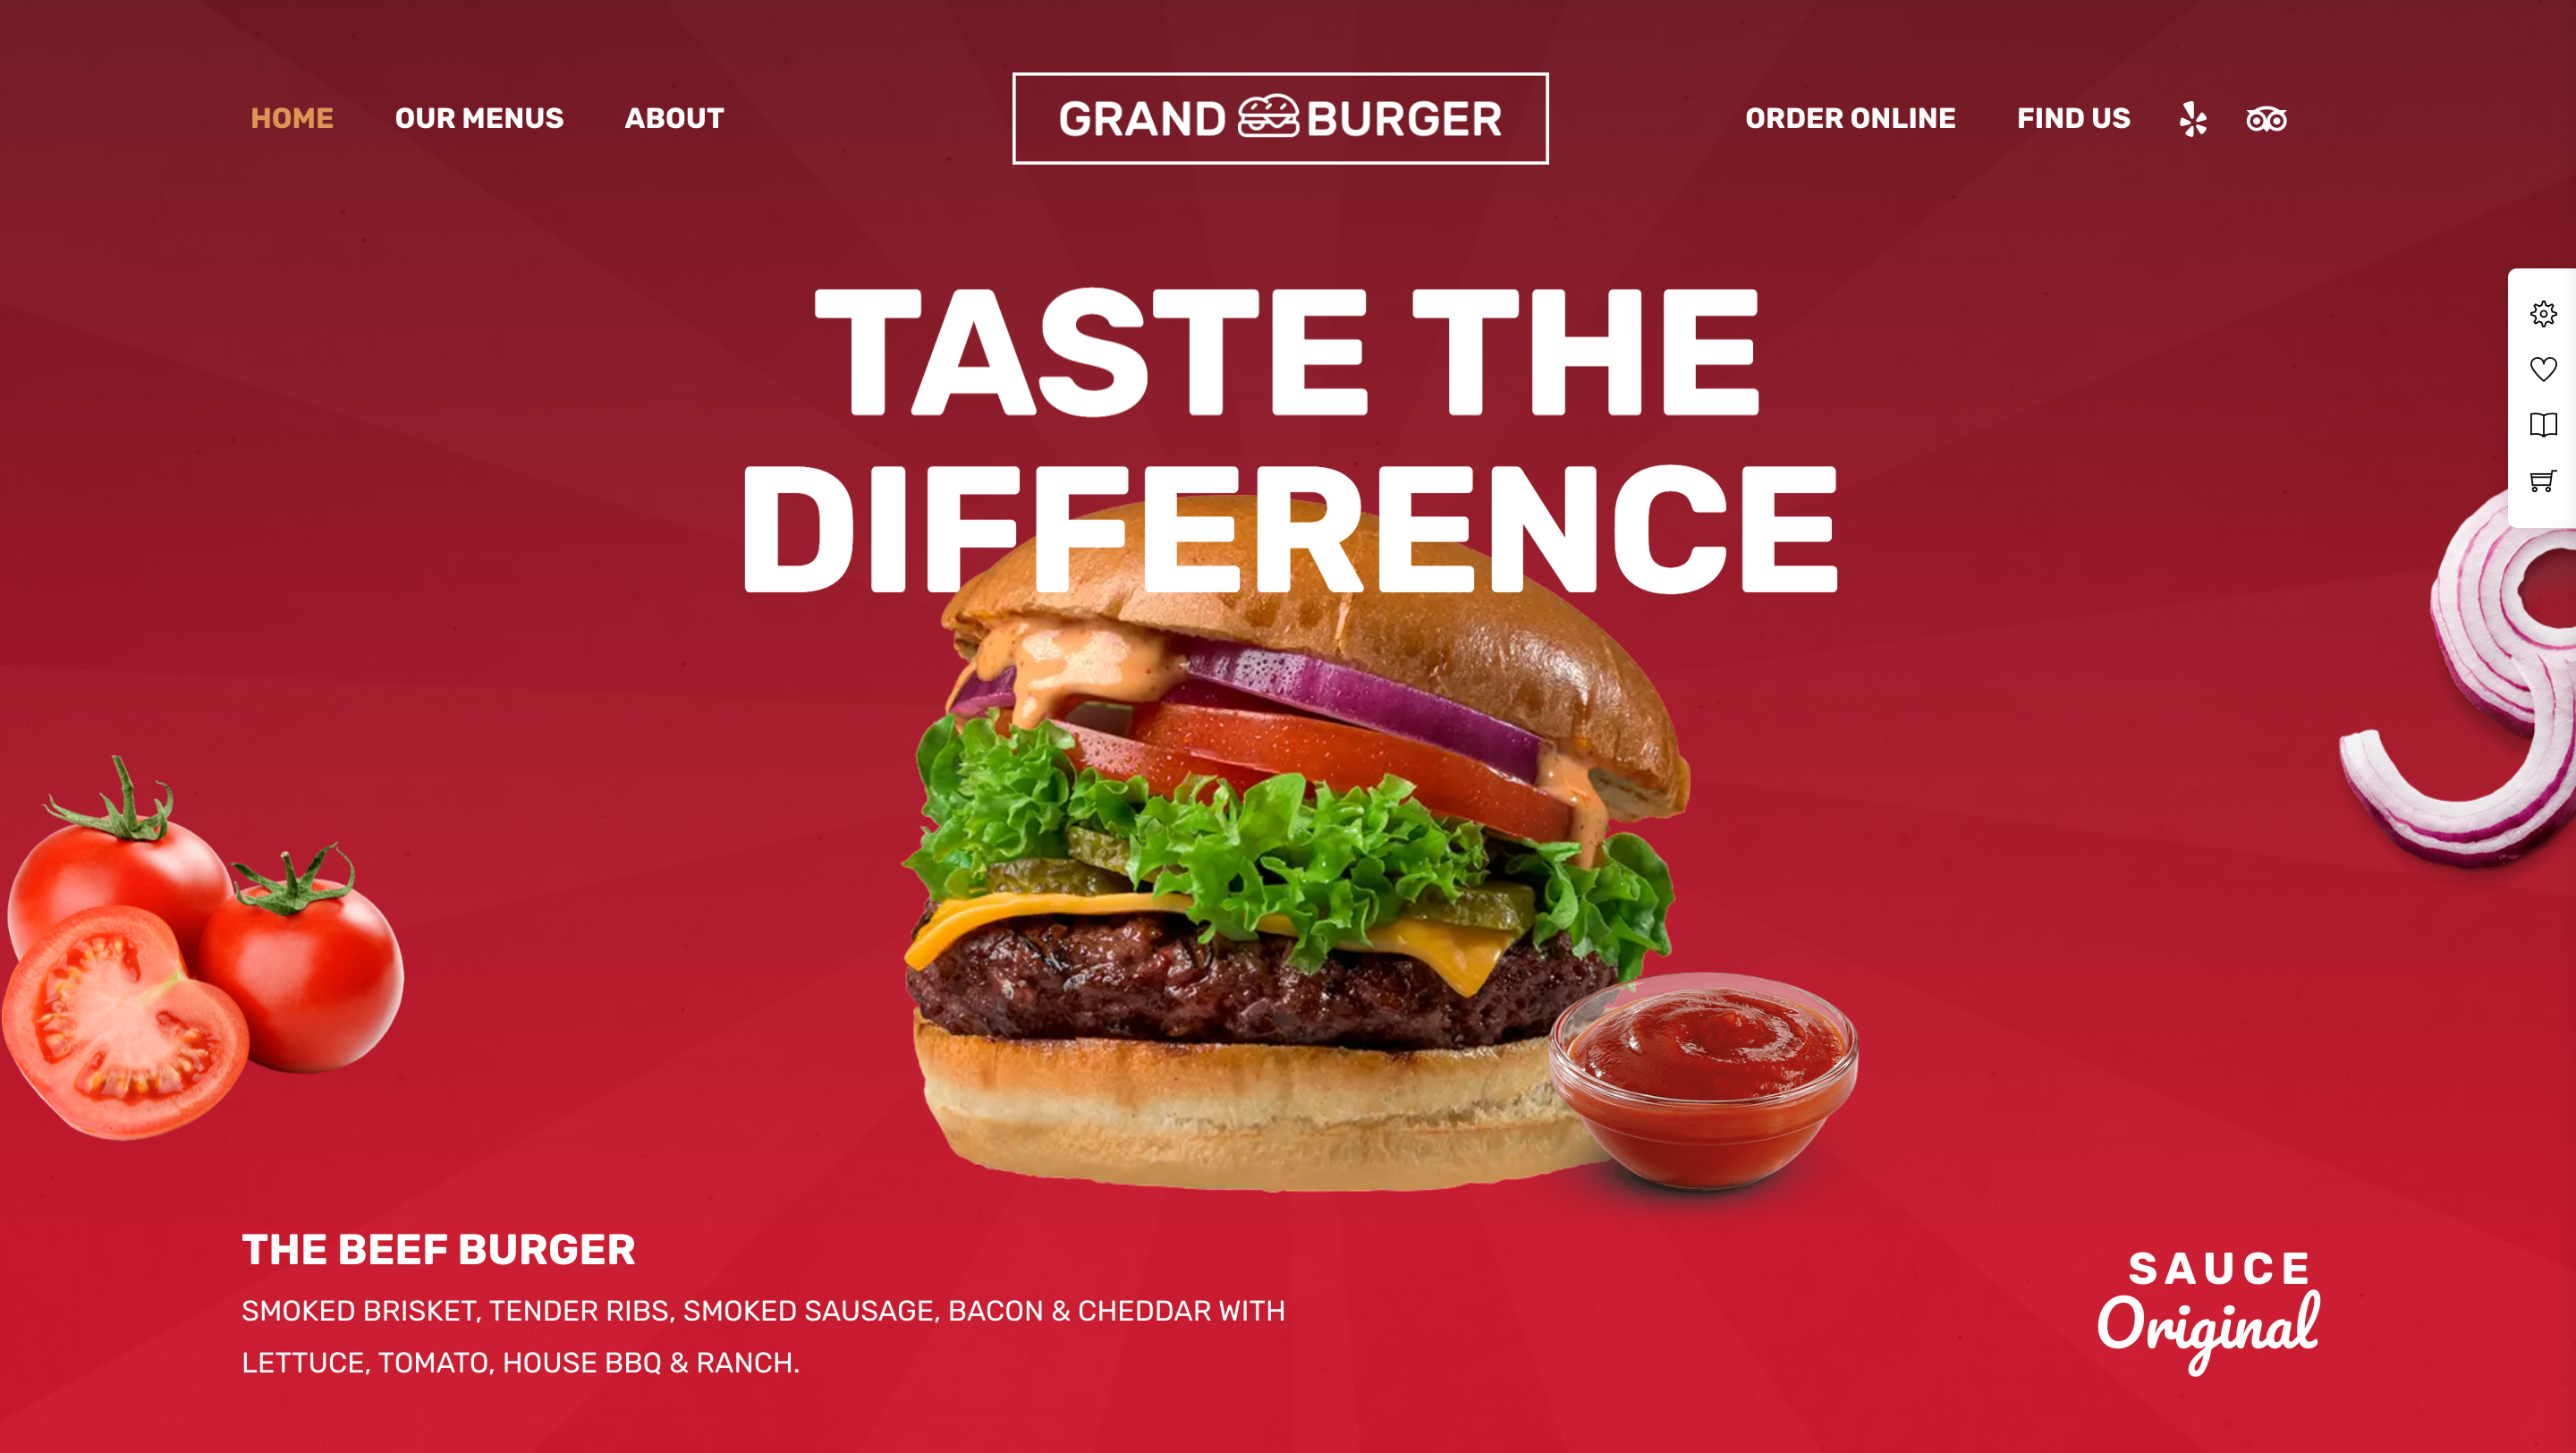 HOME
OUR MENUS
ABOUT
GRAND BURGER
ORDER ONLINE
FIND US
TASTE THE
DIFFERENCE
THE BEEF BURGER
SMOKED BRISKET, TENDER RIBS, SMOKED SAUSAGE, BACON & CHEDDAR WITH
LETTUCE, TOMATO, HOUSE BBQ & RANCH.
SAUCE
Original